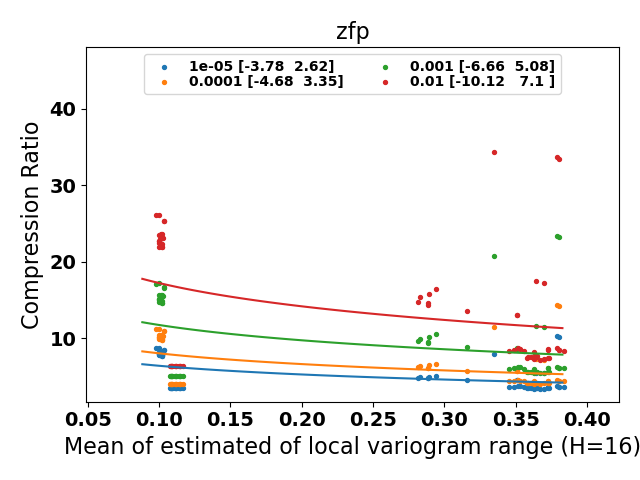 zfp
1e-05 [-3.78  2.62]
0.0001 [-4.68  3.35]
0.001 [-6.66  5.08]
0.01 [-10.12   7.1 ]
Compression Ratio
40
30
20
10
0.05 0.10 0.15 0.20 0.25 0.30 0.35 0.40
Mean of estimated of local variogram range (H=16)